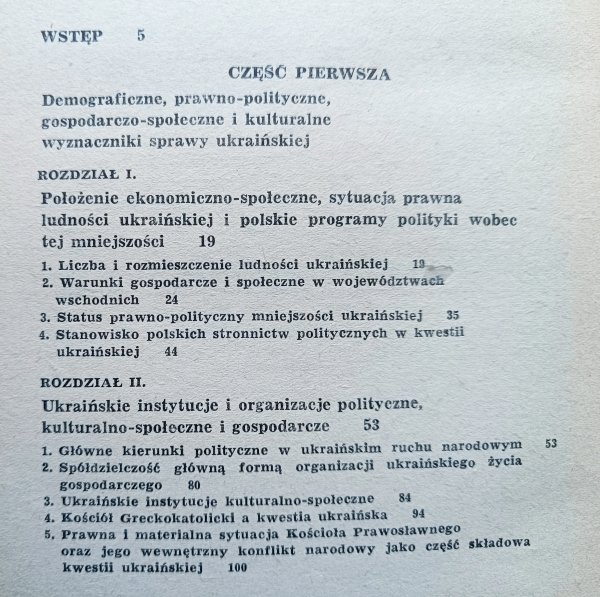 WSTĘP 5
CZĘŚĆ PIERWSZA
Demograficzne, prawno-polityczne,
gospodarczo-społeczne i kulturalne
wyznaczniki sprawy ukraińskiej
ROZDZIAŁ I.
Położenie ekonomiczno-społeczne, sytuacja prawna
ludności ukraińskiej i polskie programy polityki wobec
tej mniejszości 19
1. Liczba i rozmieszczenie ludności ukraińskiej 19
2. Warunki gospodarcze i społeczne w województwach
wschodnich 24
3. Status prawno-polityczny mniejszości ukraińskiej 35
4. Stanowisko polskich stronnictw politycznych w kwestii
ukraińskiej 44
ROZDZIAŁ II.
Ukraińskie instytucje i organizacje polityczne,
kulturalno-społeczne i gospodarcze 53
1. Główne kierunki polityczne w ukraińskim ruchu narodowym 53
2. Spółdzielczość główną formą organizacji ukraińskiego życia
gospodarczego 80
3. Ukraińskie instytucje kulturalno-społeczne 84
4. Kościół Greckokatolicki a kwestia ukraińska 94
5. Prawna i materialna sytuacja Kościoła Prawosławnego
oraz jego wewnętrzny konflikt narodowy jako część składowa
kwestii ukraińskiej 100